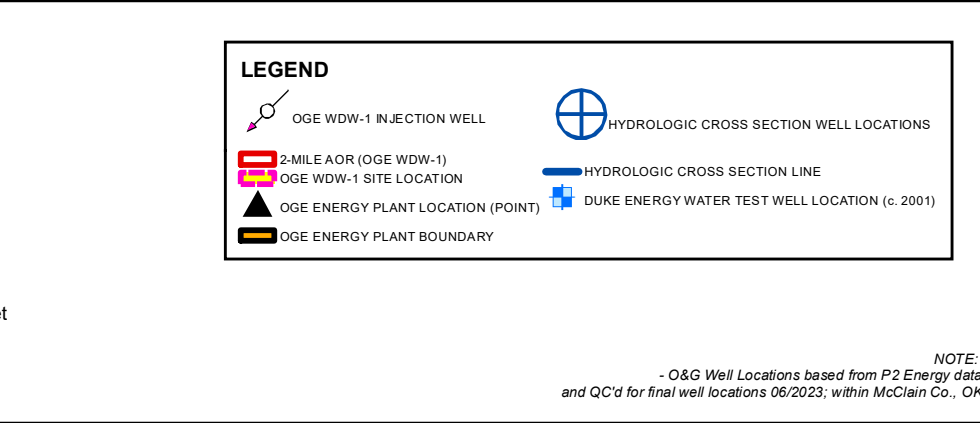 LEGEND
OGE WDW-1 INJECTION WELL
2-MILE AOR (OGE WDW-1)
OGE WDW-1 SITE LOCATION
OGE ENERGY PLANT LOCATION (POINT)
OGE ENERGY PLANT BOUNDARY
HYDROLOGIC CROSS SECTION WELL LOCATIONS
HYDROLOGIC CROSS SECTION LINE
DUKE ENERGY WATER TEST WELL LOCATION (c. 2001)
NOTE:
- O&G Well Locations based from P2 Energy data
and QC'd for final well locations 06/2023; within McClain Co., OK